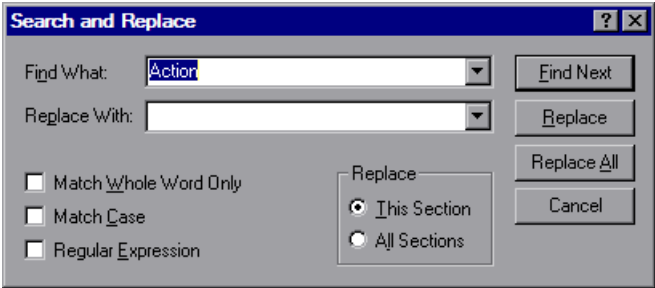 Search and Replace
Find What: Action
Find Next
Replace With:
Replace
Replace All
Match Whole Word Only
Match Case
Regular Expression
Replace
This Section
All Sections
Cancel